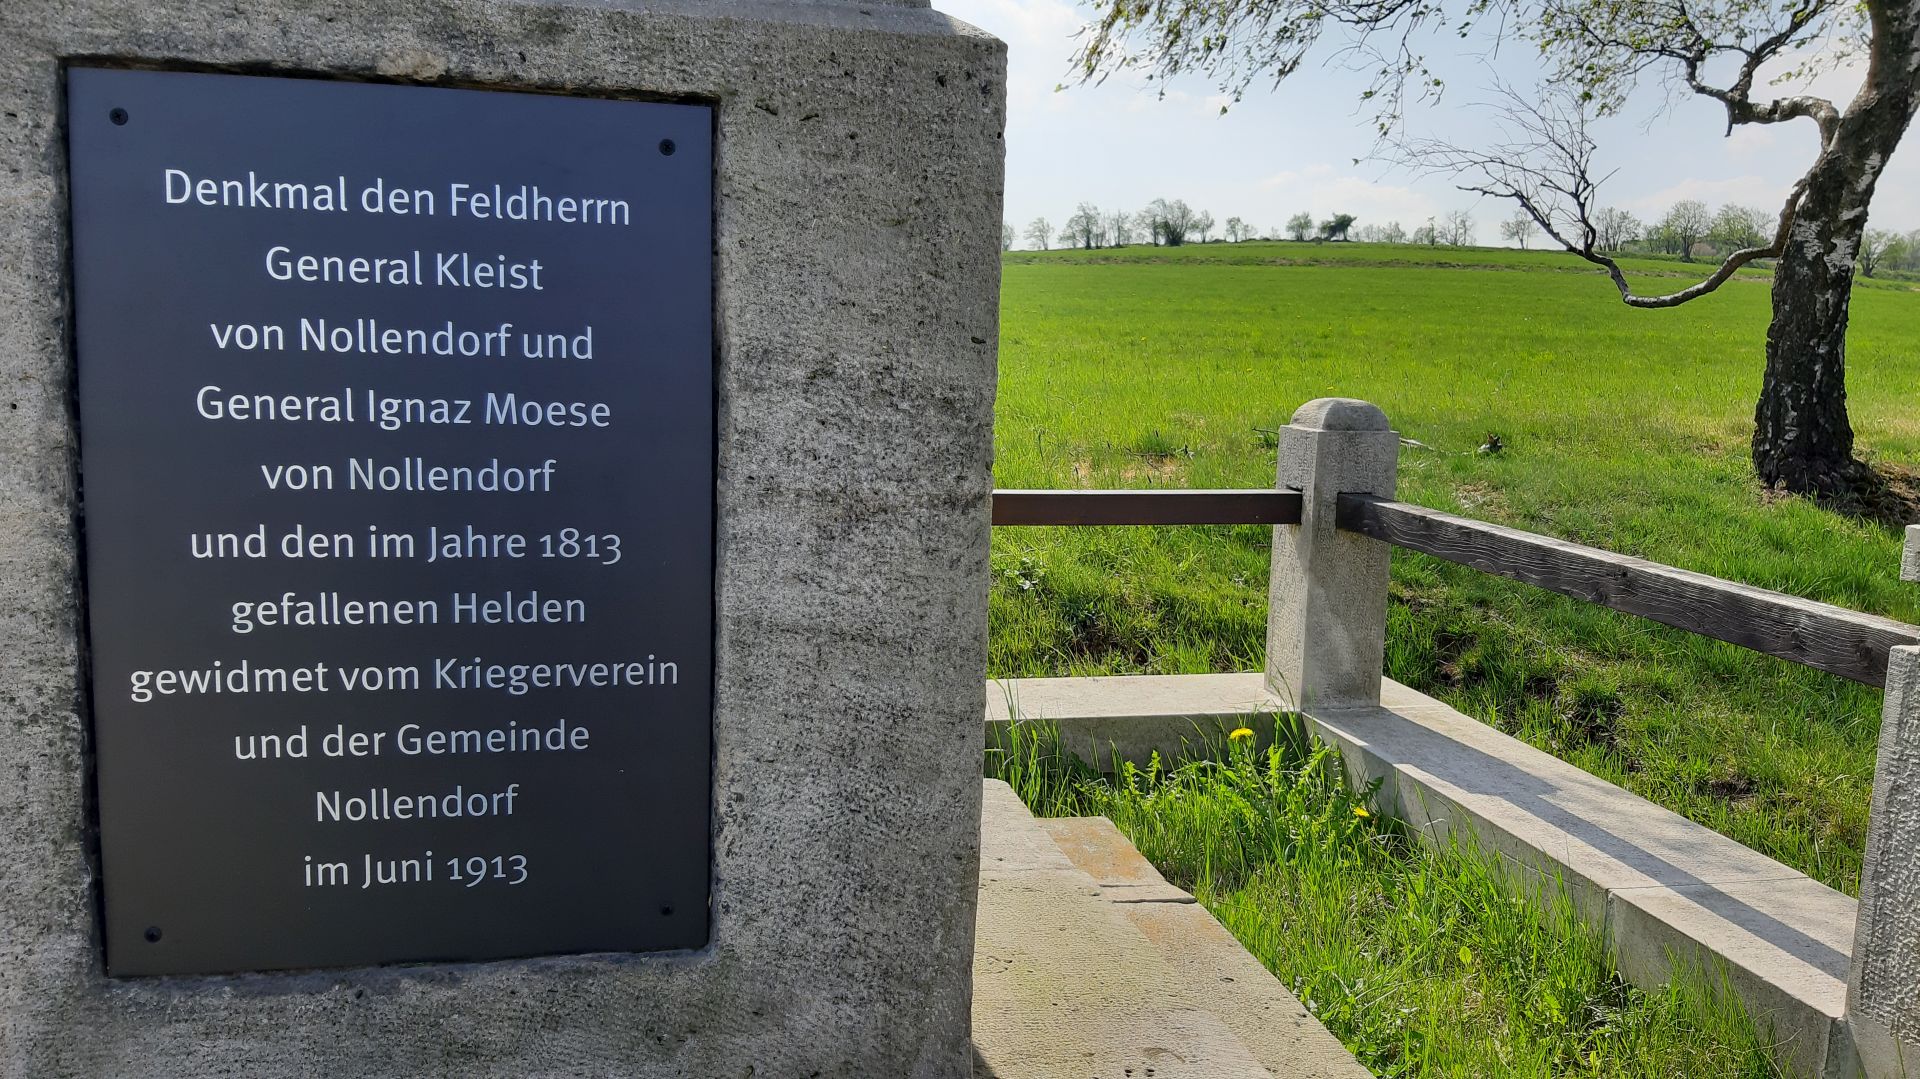 Denkmal den Feldherrn
General Kleist
von Nollendorf und
General Ignaz Moese
von Nollendorf
und den im Jahre 1813
gefallenen Helden
gewidmet vom Kriegerverein
und der Gemeinde
Nollendorf
im Juni 1913